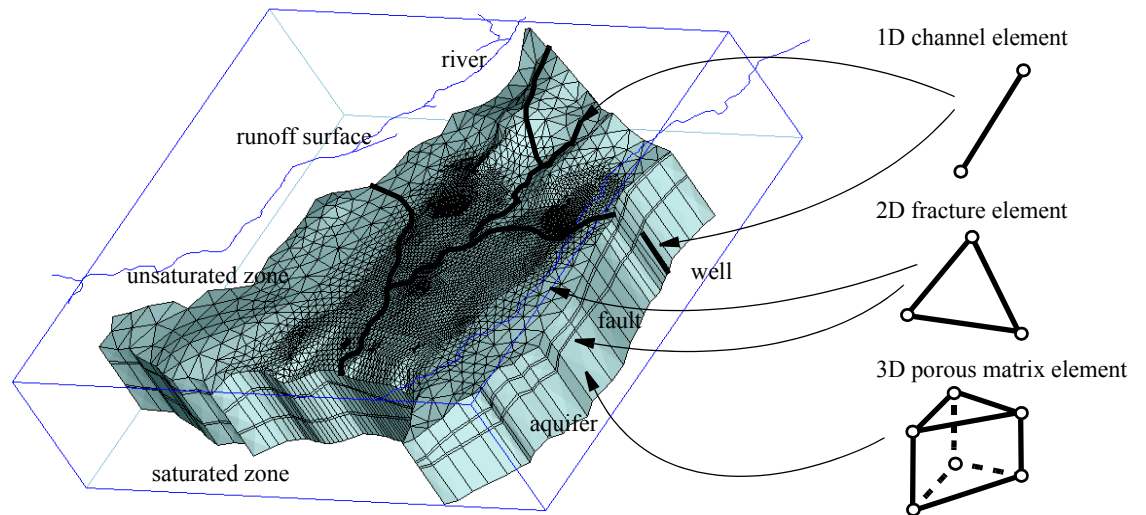 1D channel element
river
runoff surface
2D fracture element
unsaturated zone
well
fault
3D porous matrix element
aquifer
saturated zone